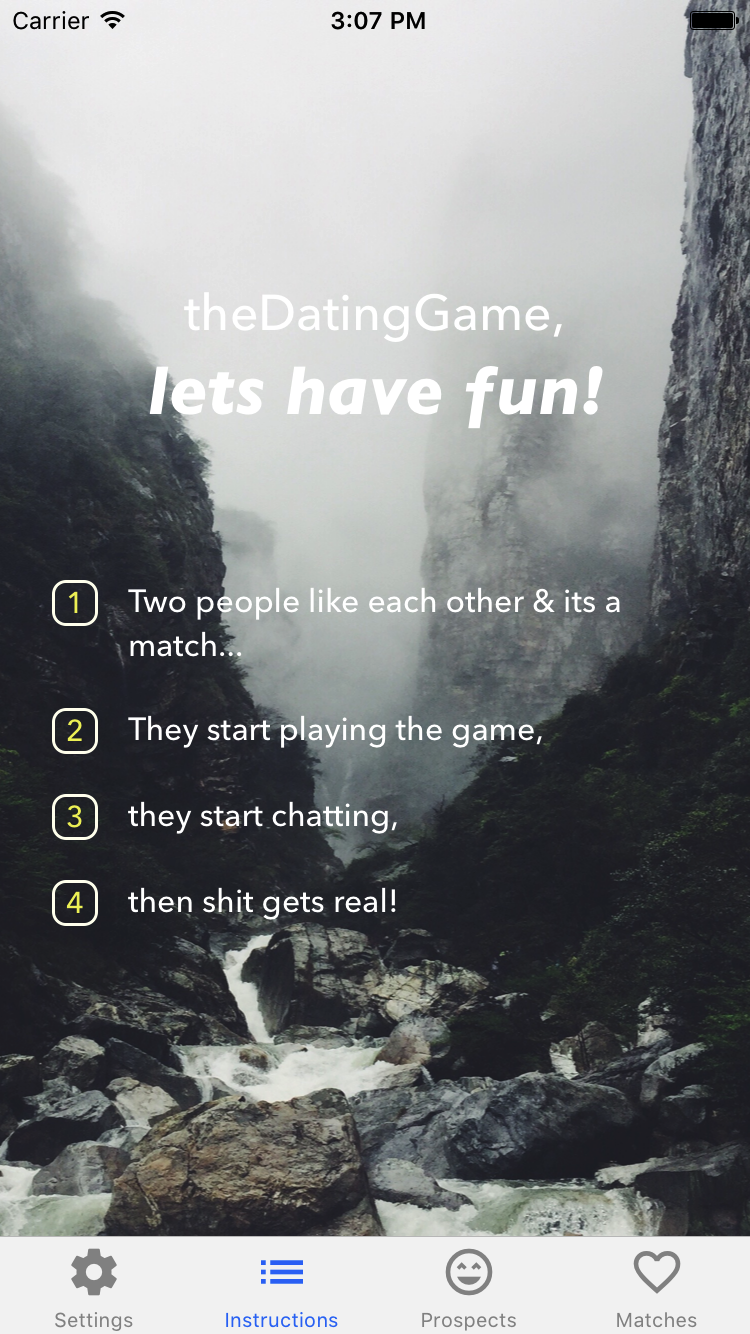 Carrier 3:07 PM
theDatingGame,
lets have fun!
1 Two people like each other & its a
match...
2 They start playing the game,
3 they start chatting,
4 then shit gets real!
Settings Instructions Prospects Matches